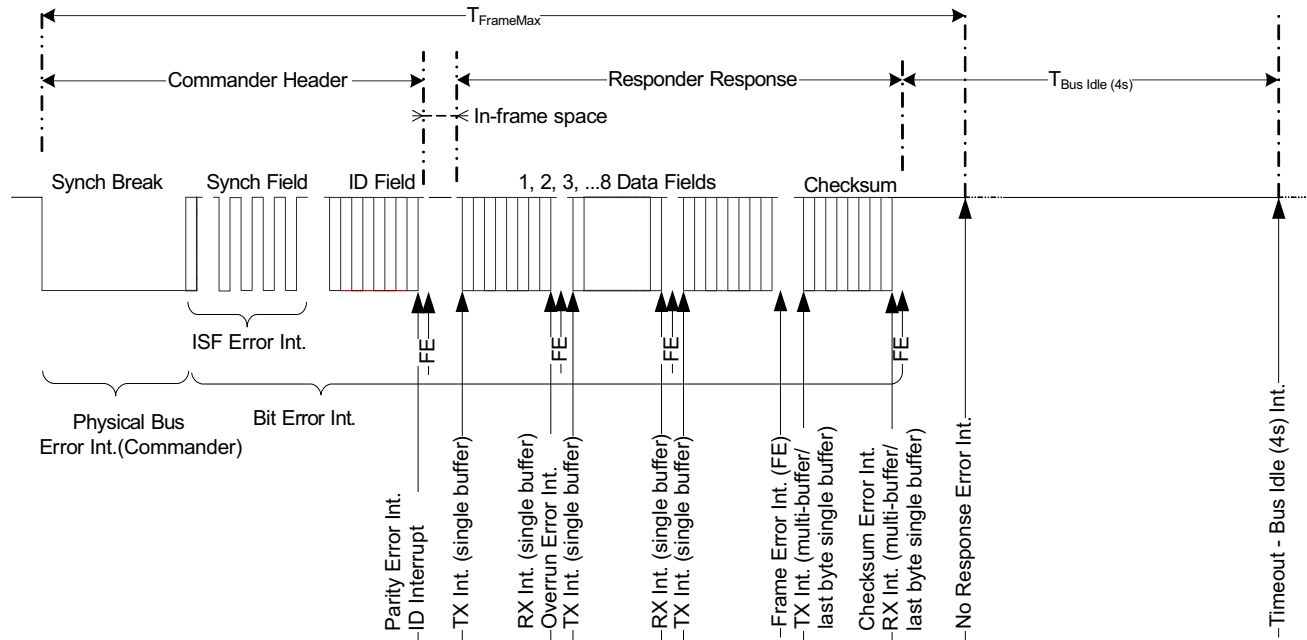 TFrameMax
Commander Header
Responder Response
TBus Idle (4s)
In-frame space
Synch Break
Synch Field
ID Field
1, 2, 3, ...8 Data Fields
Checksum
ISF Error Int.
FE
FE
FE
FE
Physical Bus
Error Int.(Commander)
Bit Error Int.
Parity Error Int.
ID Interrupt
TX Int. (single buffer)
RX Int. (single buffer)
Overrun Error Int.
TX Int. (single buffer)
RX Int. (single buffer)
TX Int. (single buffer)
Frame Error Int. (FE)
TX Int. (multi-buffer/
last byte single buffer)
Checksum Error Int.
RX Int. (multi-buffer/
last byte single buffer)
No Response Error Int.
Timeout - Bus Idle (4s) Int.